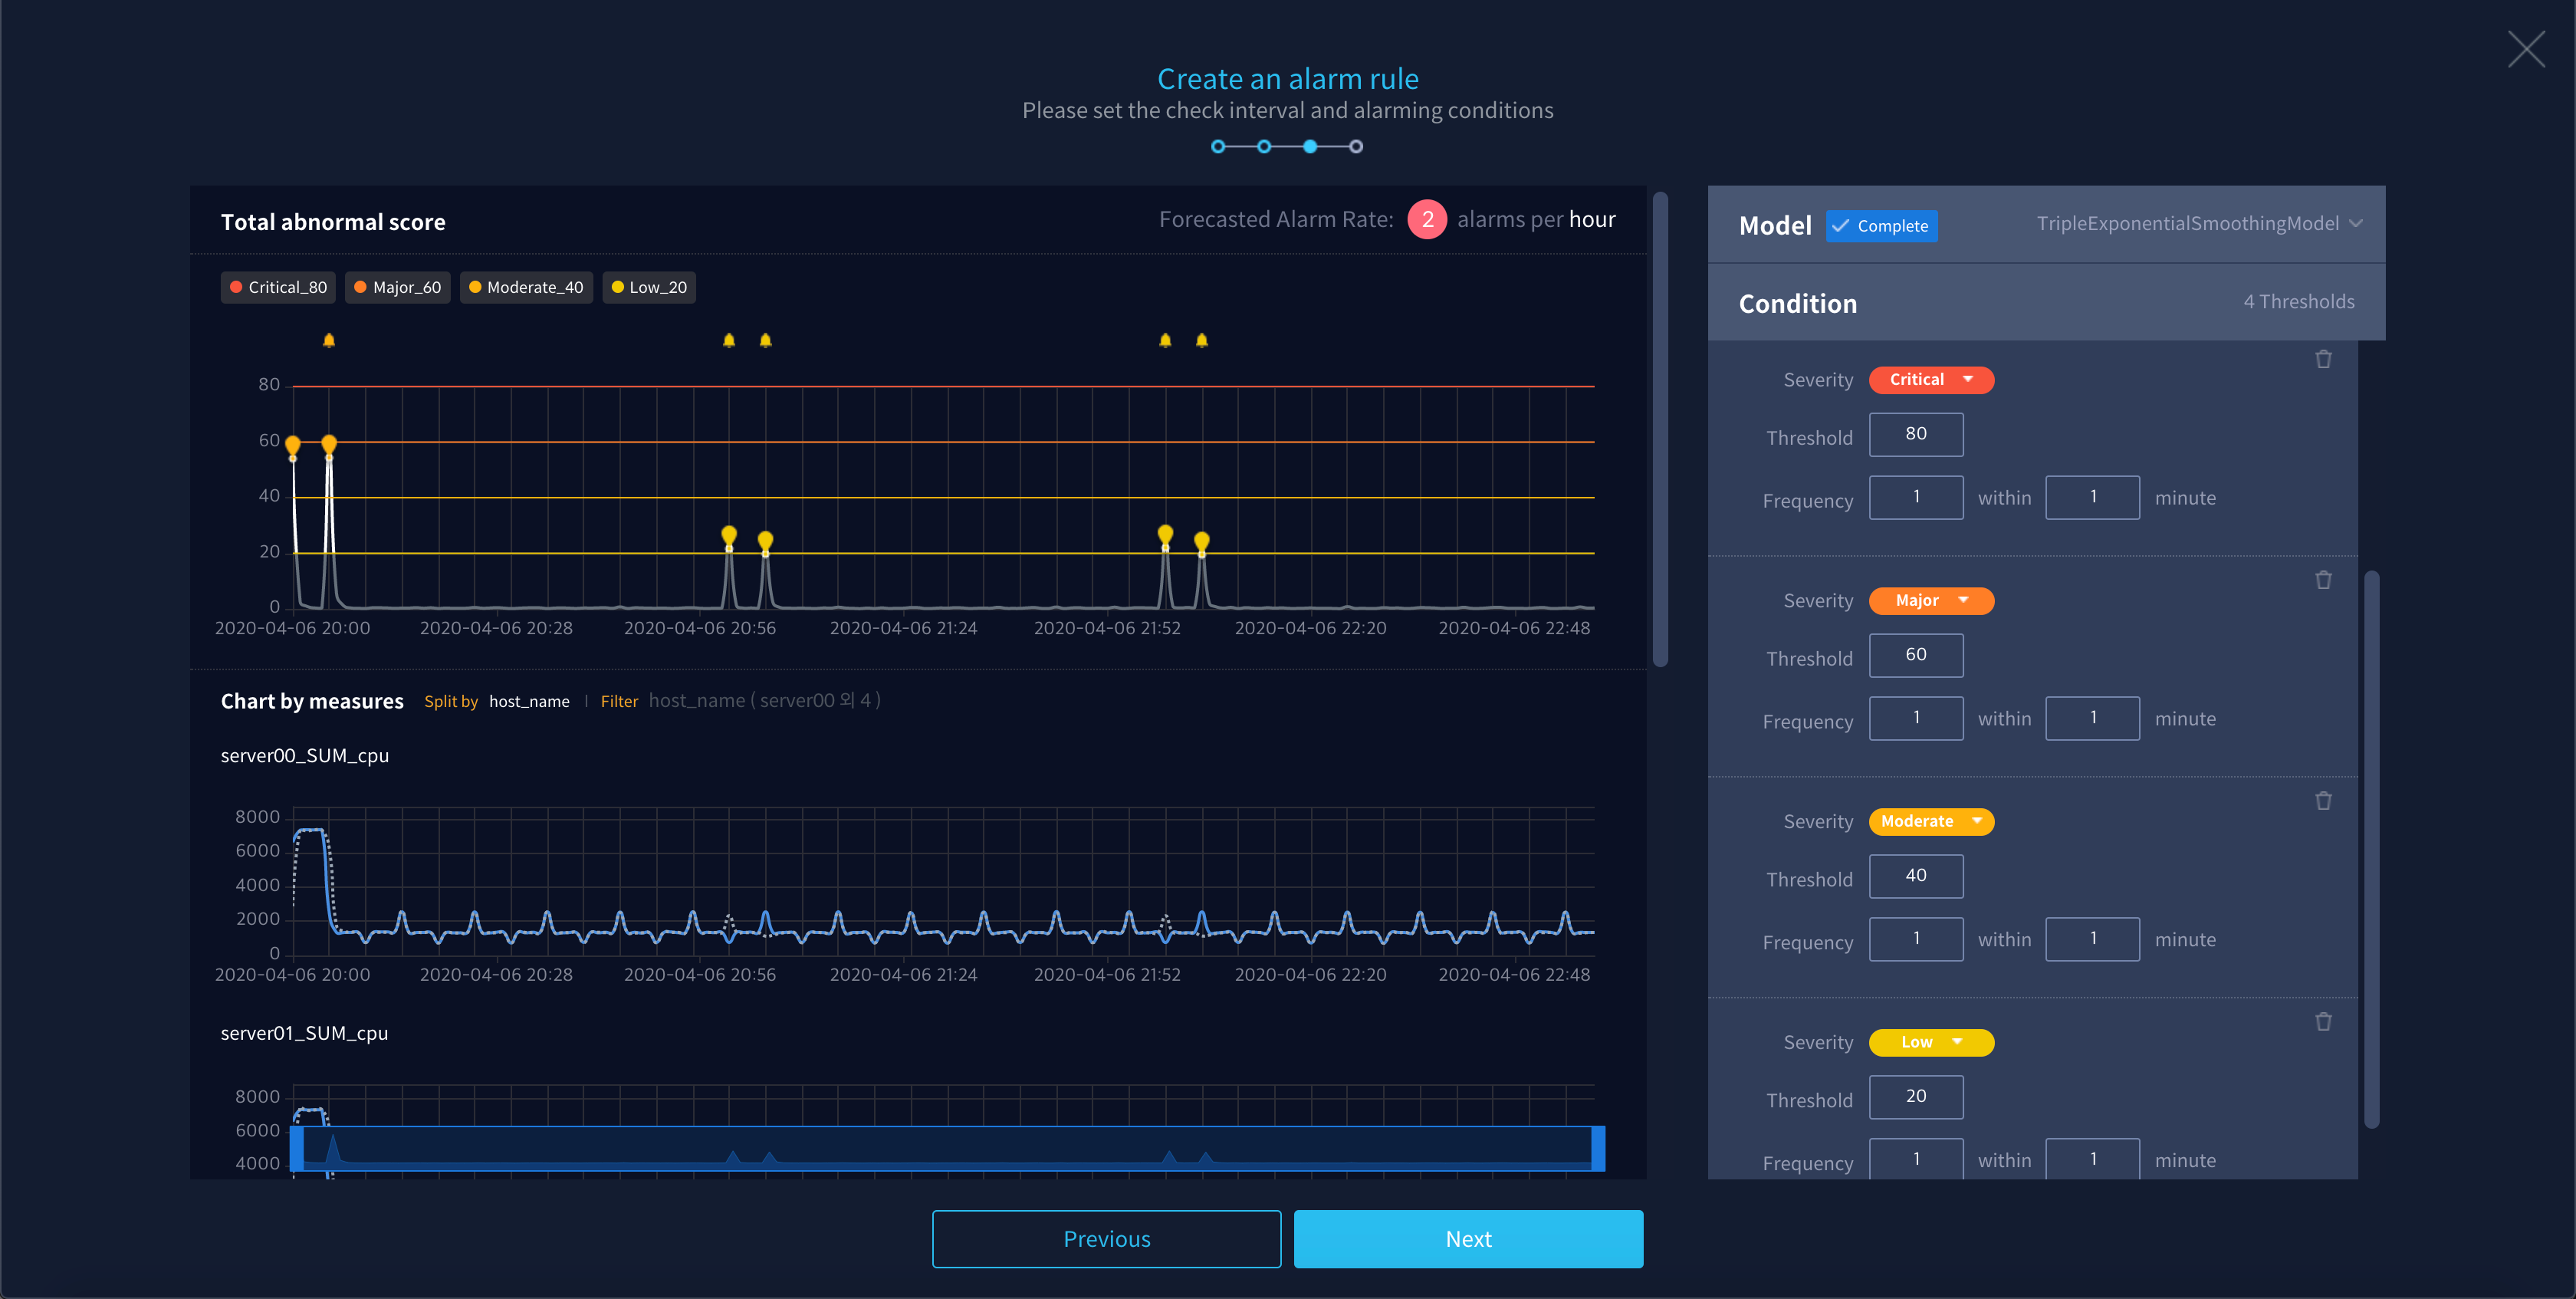 Create an alarm rule
Please set the check interval and alarming conditions
Total abnormal score
Forecasted Alarm Rate: 2 alarms per hour
Critical_80 Major_60 Moderate_40 Low_20
80
60
40
20
0
2020-04-06 20:00 2020-04-06 20:28 2020-04-06 20:56 2020-04-06 21:24 2020-04-06 21:52 2020-04-06 22:20 2020-04-06 22:48
Chart by measures Split by host_name | Filter host_name ( server00 외 4 )
server00_SUM_cpu
8000
6000
4000
2000
0
2020-04-06 20:00 2020-04-06 20:28 2020-04-06 20:56 2020-04-06 21:24 2020-04-06 21:52 2020-04-06 22:20 2020-04-06 22:48
server01_SUM_cpu
8000
6000
4000
Model Complete TripleExponentialSmoothingModel
Condition 4 Thresholds
Severity Critical
Threshold 80
Frequency 1 within 1 minute
Severity Major
Threshold 60
Frequency 1 within 1 minute
Severity Moderate
Threshold 40
Frequency 1 within 1 minute
Severity Low
Threshold 20
Frequency 1 within 1 minute
Previous Next